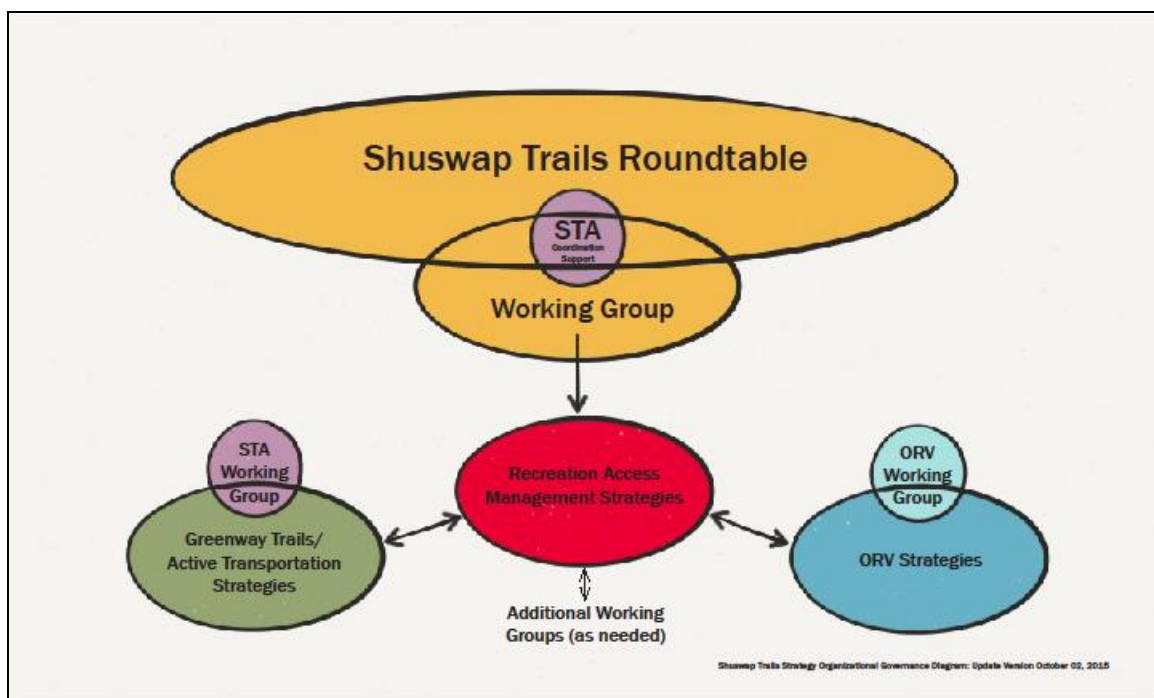 Shuswap Trails Roundtable
STA
Coordination
Support
Working Group
STA
Working
Group
Greenway Trails/
Active Transportation
Strategies
Recreation Access
Management Strategies
ORV
Working
Group
ORV Strategies
Additional Working
Groups (as needed)
Shuswap Trails Strategy Organizational Governance Diagram: Update Version October 02, 2015